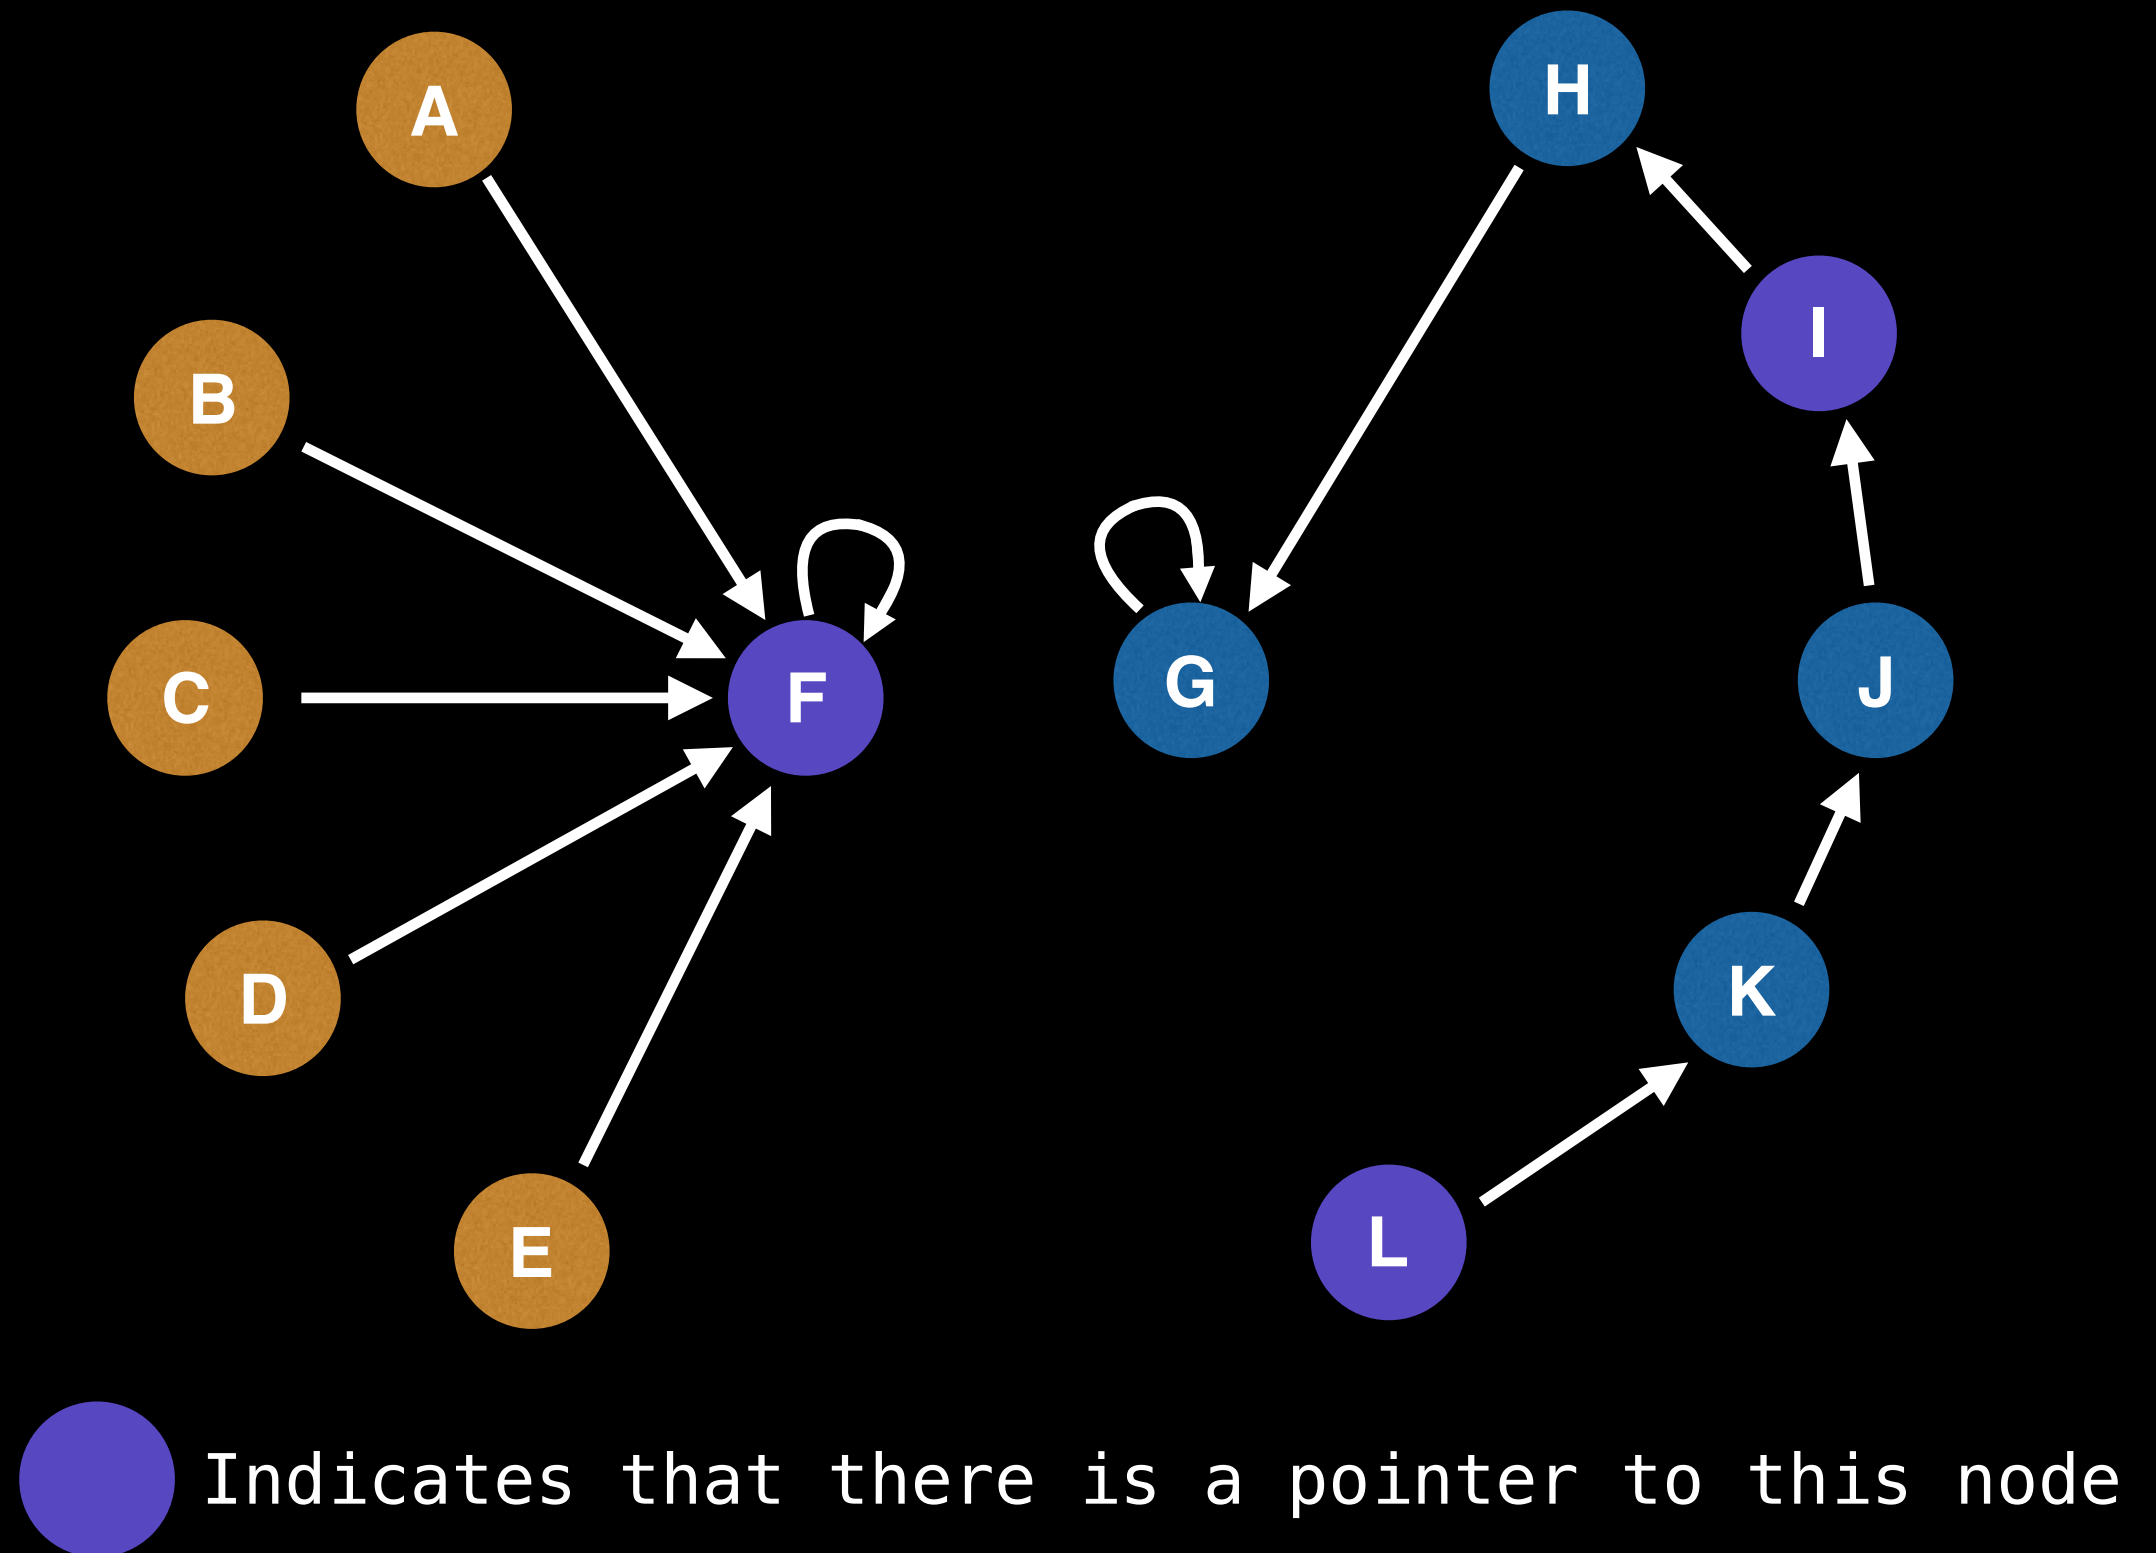 A
H
B
I
C
F
G
J
D
K
E
L
Indicates that there is a pointer to this node